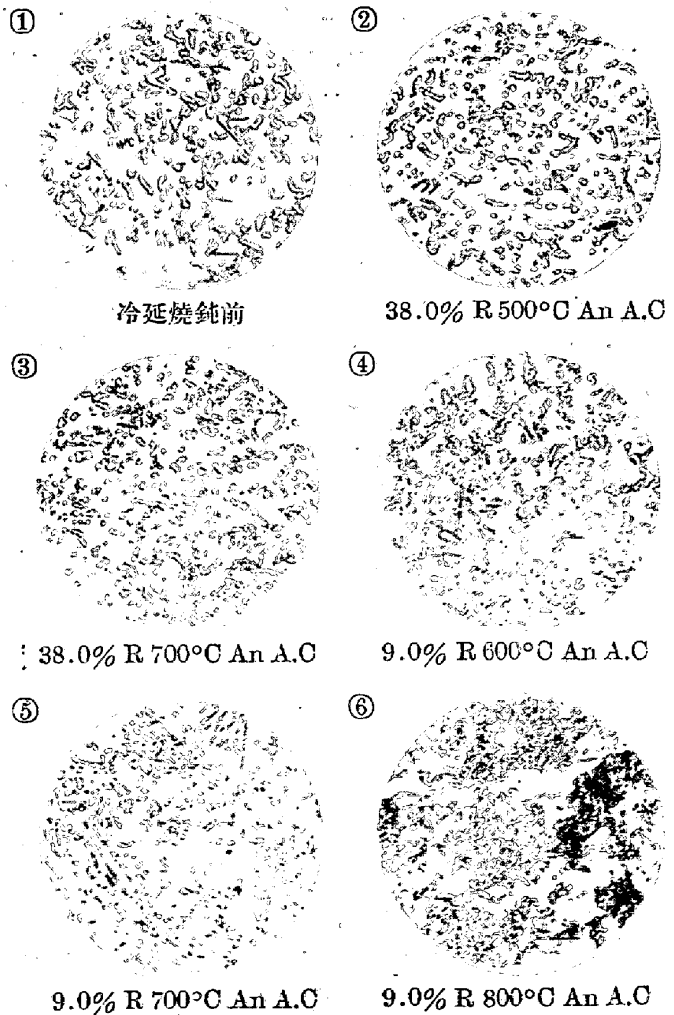 ① ②
冷延燒鈍前 38.0% R 500°C An A.C
③ ④
38.0% R 700°C An A.C 9.0% R 600°C An A.C
⑤ ⑥
9.0% R 700°C An A.C 9.0% R 800°C An A.C